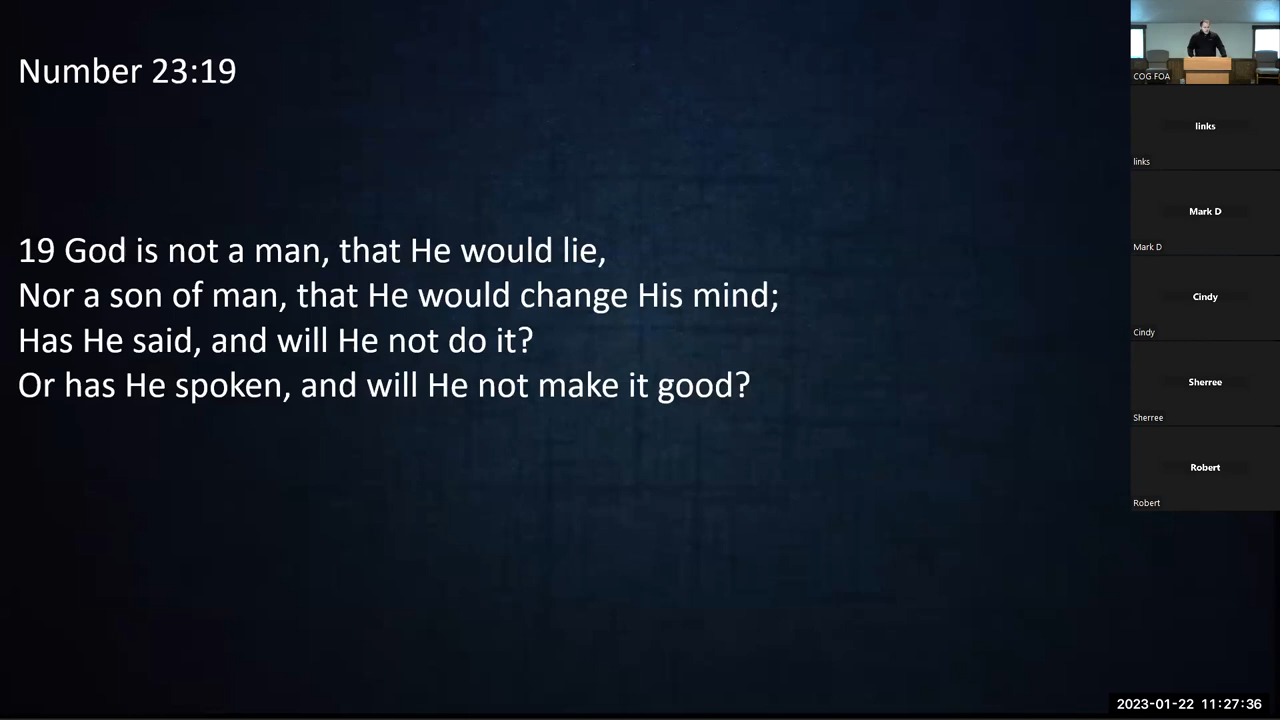 Number 23:19
19 God is not a man, that He would lie,
Nor a son of man, that He would change His mind;
Has He said, and will He not do it?
Or has He spoken, and will He not make it good?
COG FOA
links
links
Mark D
Mark D
Cindy
Cindy
Sherree
Sherree
Robert
Robert
2023-01-22 11:27:36